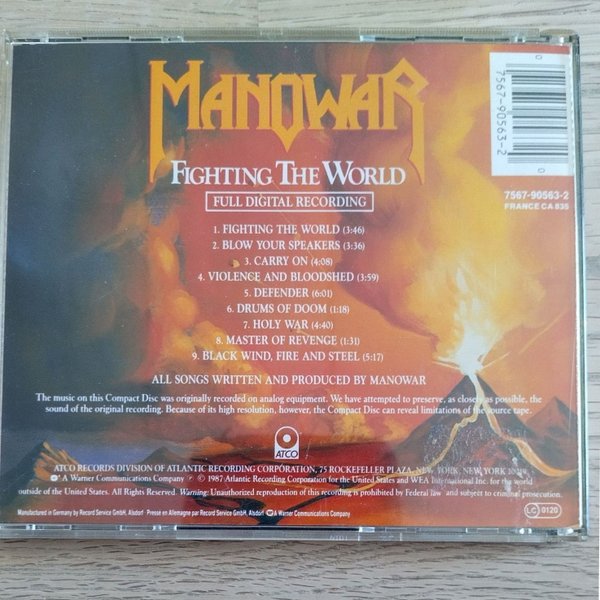 MANOWAR
FIGHTING THE WORLD
FULL DIGITAL RECORDING
0
7567-90563-2
0
7567-90563-2
FRANCE CA 835
1. FIGHTING THE WORLD (3:46)
2. BLOW YOUR SPEAKERS (3:36)
3. CARRY ON (4:08)
4. VIOLENCE AND BLOODSHED (3:59)
5. DEFENDER (6:01)
6. DRUMS OF DOOM (1:18)
7. HOLY WAR (4:40)
8. MASTER OF REVENGE (1:31)
9. BLACK WIND, FIRE AND STEEL (5:17)
ALL SONGS WRITTEN AND PRODUCED BY MANOWAR
The music on this Compact Disc was originally recorded on analog equipment. We have attempted to preserve, as closely as possible, the
sound of the original recording. Because of its high resolution, however, the Compact Disc can reveal limitations of the source tape.
ATCO
ATCO RECORDS DIVISION OF ATLANTIC RECORDING CORPORATION, 75 ROCKEFELLER PLAZA, NEW YORK, NEW YORK
A Warner Communications Company ℗ © 1987 Atlantic Recording Corporation for the United States and WEA International Inc. for the world
outside of the United States. All Rights Reserved. Warning: Unauthorized reproduction of this recording is prohibited by Federal law and subject to criminal prosecution.
Manufactured in Germany by Record Service GmbH, Alsdorf Presse en Allemagne par Record Service GmbH, Alsdorf A Warner Communications Company
LC 0120